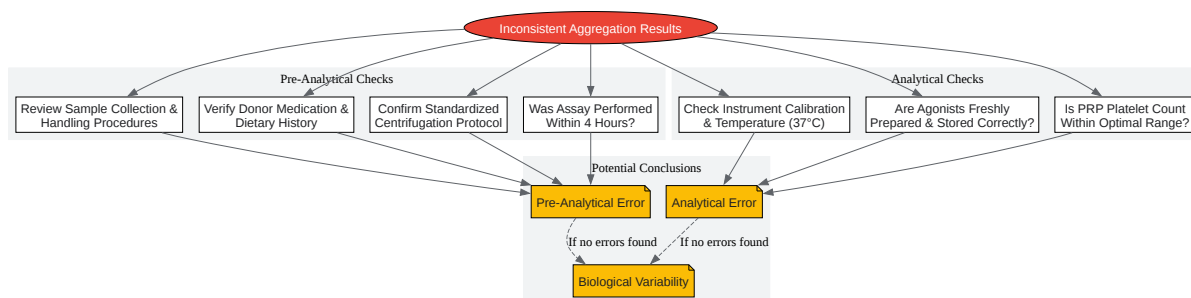 Inconsistent Aggregation Results
Pre-Analytical Checks
Analytical Checks
Review Sample Collection &
Handling Procedures
Verify Donor Medication &
Dietary History
Confirm Standardized
Centrifugation Protocol
Was Assay Performed
Within 4 Hours?
Check Instrument Calibration
& Temperature (37°C)
Are Agonists Freshly
Prepared & Stored Correctly?
Is PRP Platelet Count
Within Optimal Range?
Potential Conclusions
Pre-Analytical Error
Analytical Error
If no errors found
If no errors found
Biological Variability